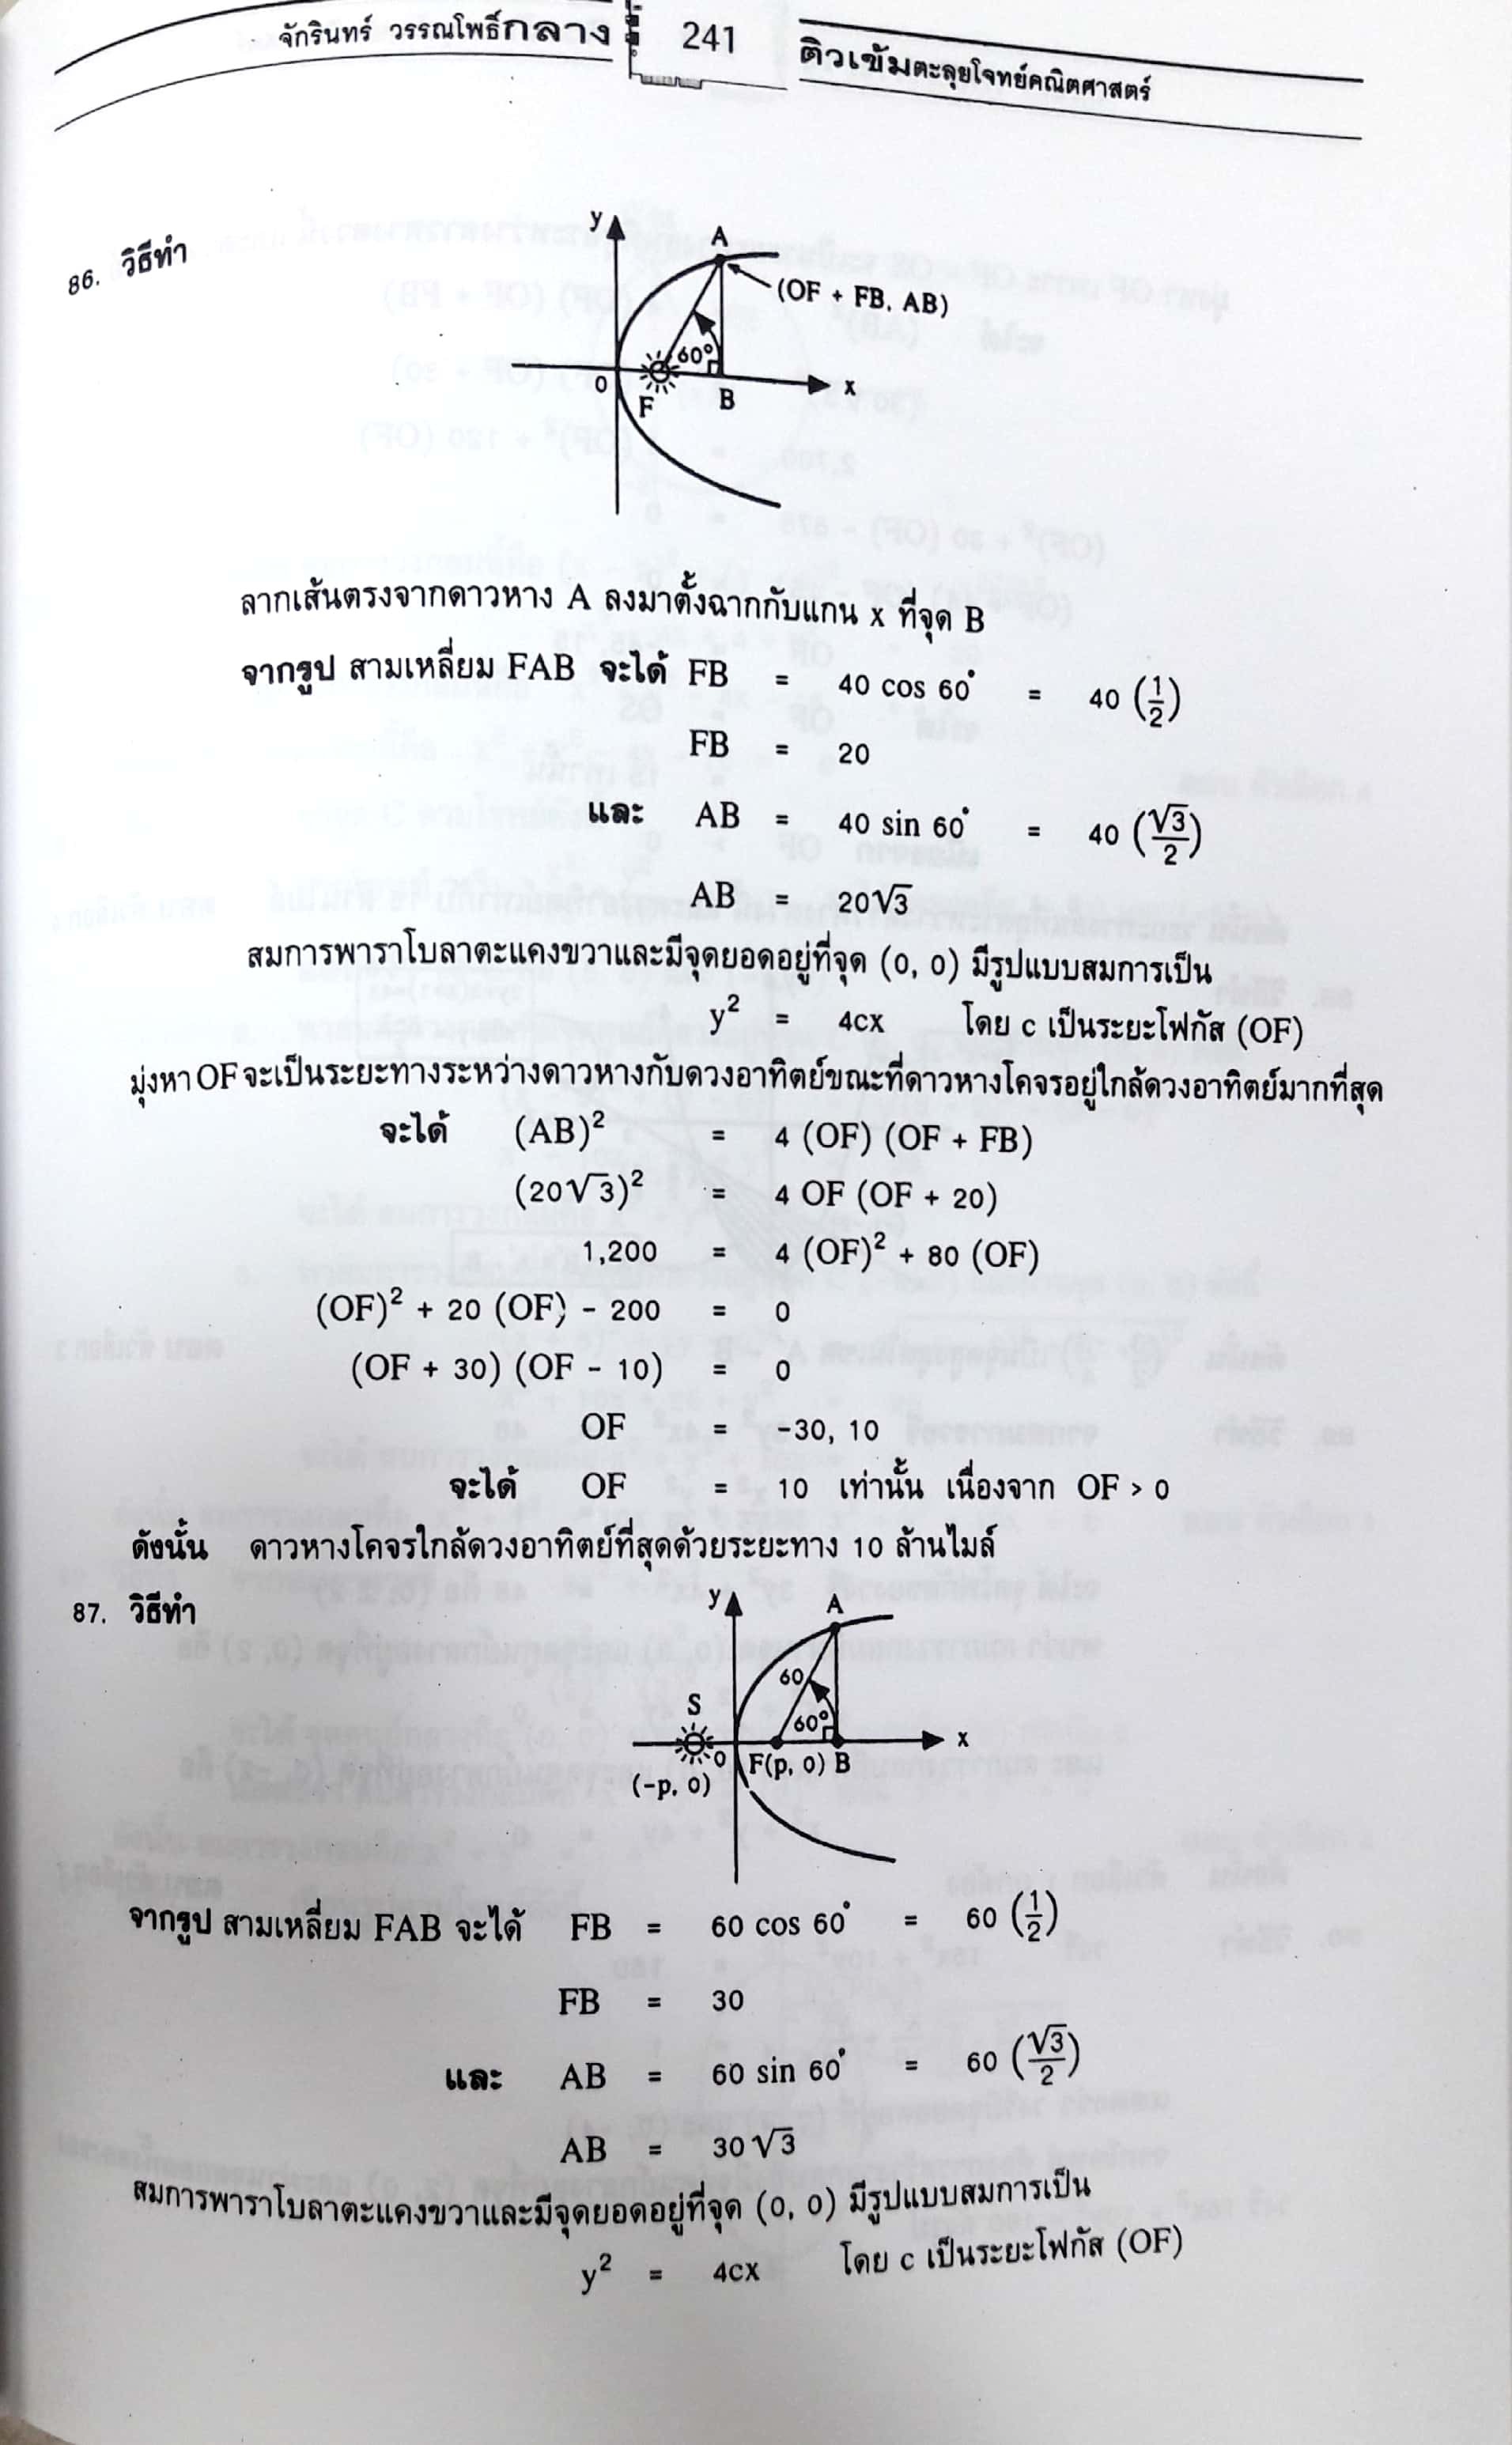 จักรินทร์ วรรณโพธิ์กลาง 241 ติวเข้มตะลุยโจทย์คณิตศาสตร์
86. วิธีทำ
y
A
(OF + FB, AB)
60°
0 F B x
ลากเส้นตรงจากดาวหาง A ลงมาตั้งฉากกับแกน x ที่จุด B
จากรูป สามเหลี่ยม FAB จะได้ FB = 40 cos 60° = 40 (1/2)
FB = 20
และ AB = 40 sin 60° = 40 (√3/2)
AB = 20√3
สมการพาราโบลาตะแคงขวาและมีจุดยอดอยู่ที่จุด (0, 0) มีรูปแบบสมการเป็น
y² = 4cx โดย c เป็นระยะโฟกัส (OF)
มุ่งหา OF จะเป็นระยะทางระหว่างดาวหางกับดวงอาทิตย์ขณะที่ดาวหางโคจรอยู่ใกล้ดวงอาทิตย์มากที่สุด
จะได้ (AB)² = 4 (OF) (OF + FB)
(20√3)² = 4 OF (OF + 20)
1,200 = 4 (OF)² + 80 (OF)
(OF)² + 20 (OF) - 200 = 0
(OF + 30) (OF - 10) = 0
OF = -30, 10
จะได้ OF = 10 เท่านั้น เนื่องจาก OF > 0
ดังนั้น ดาวหางโคจรใกล้ดวงอาทิตย์ที่สุดด้วยระยะทาง 10 ล้านไมล์
87. วิธีทำ
y
A
60
S
60°
x
0 F(p, 0) B
(-p, 0)
จากรูป สามเหลี่ยม FAB จะได้ FB = 60 cos 60° = 60 (1/2)
FB = 30
และ AB = 60 sin 60° = 60 (√3/2)
AB = 30√3
สมการพาราโบลาตะแคงขวาและมีจุดยอดอยู่ที่จุด (0, 0) มีรูปแบบสมการเป็น
y² = 4cx โดย c เป็นระยะโฟกัส (OF)